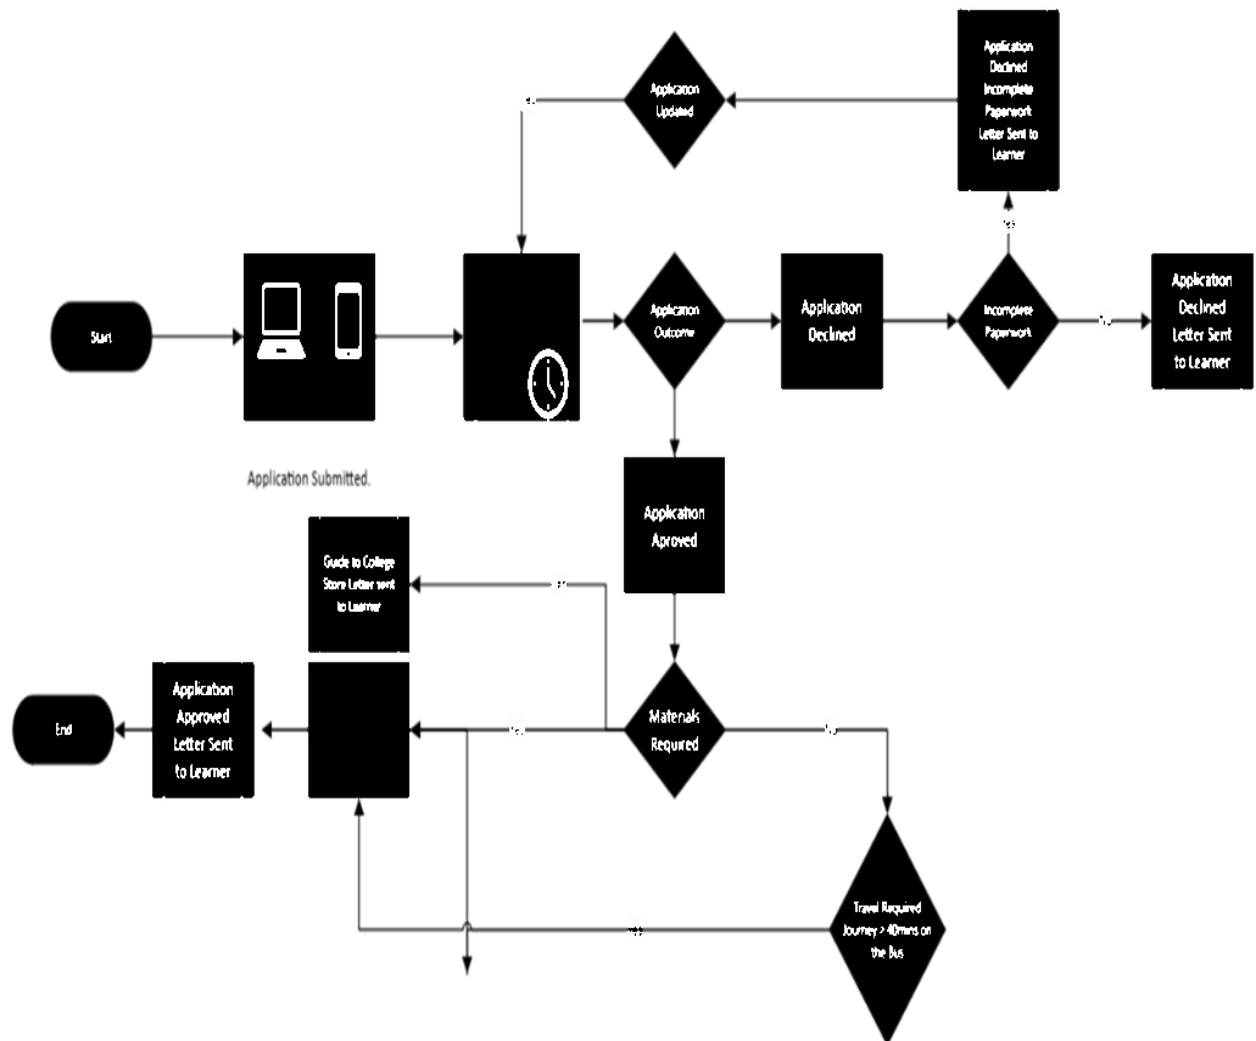 Application
Declined
Incomplete
Paperwork
Letter Sent to
Learner
Application
Updated
Start
Application
Outcome
Application
Declined
Incomplete
Paperwork
Application
Declined
Letter Sent
to Learner
Application Submitted.
Application
Aproved
Guide to College
Store Letter sent
to Learner
End
Application
Approved
Letter Sent
to Learner
Materials
Required
Travel Required
Journey > 40mins on
the Bus